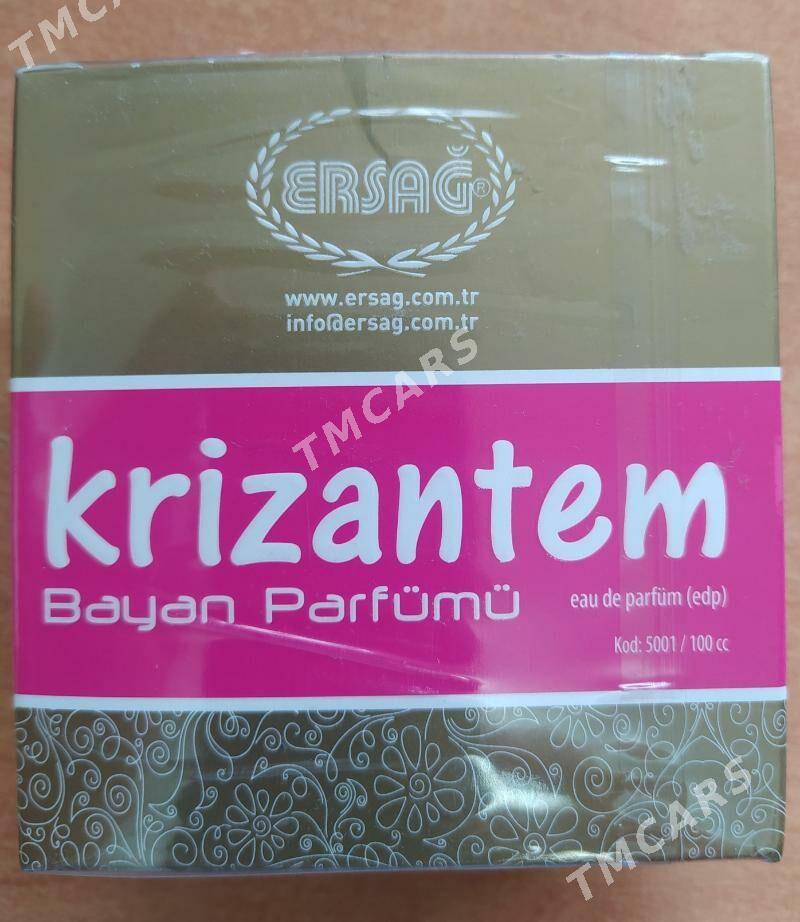 TMCARS
ERSAĞ®
www.ersag.com.tr
info@ersag.com.tr
TMCARS
krizantem
Bayan Parfümü
eau de parfüm (edp)
Kod: 5001 / 100 cc
TMCARS